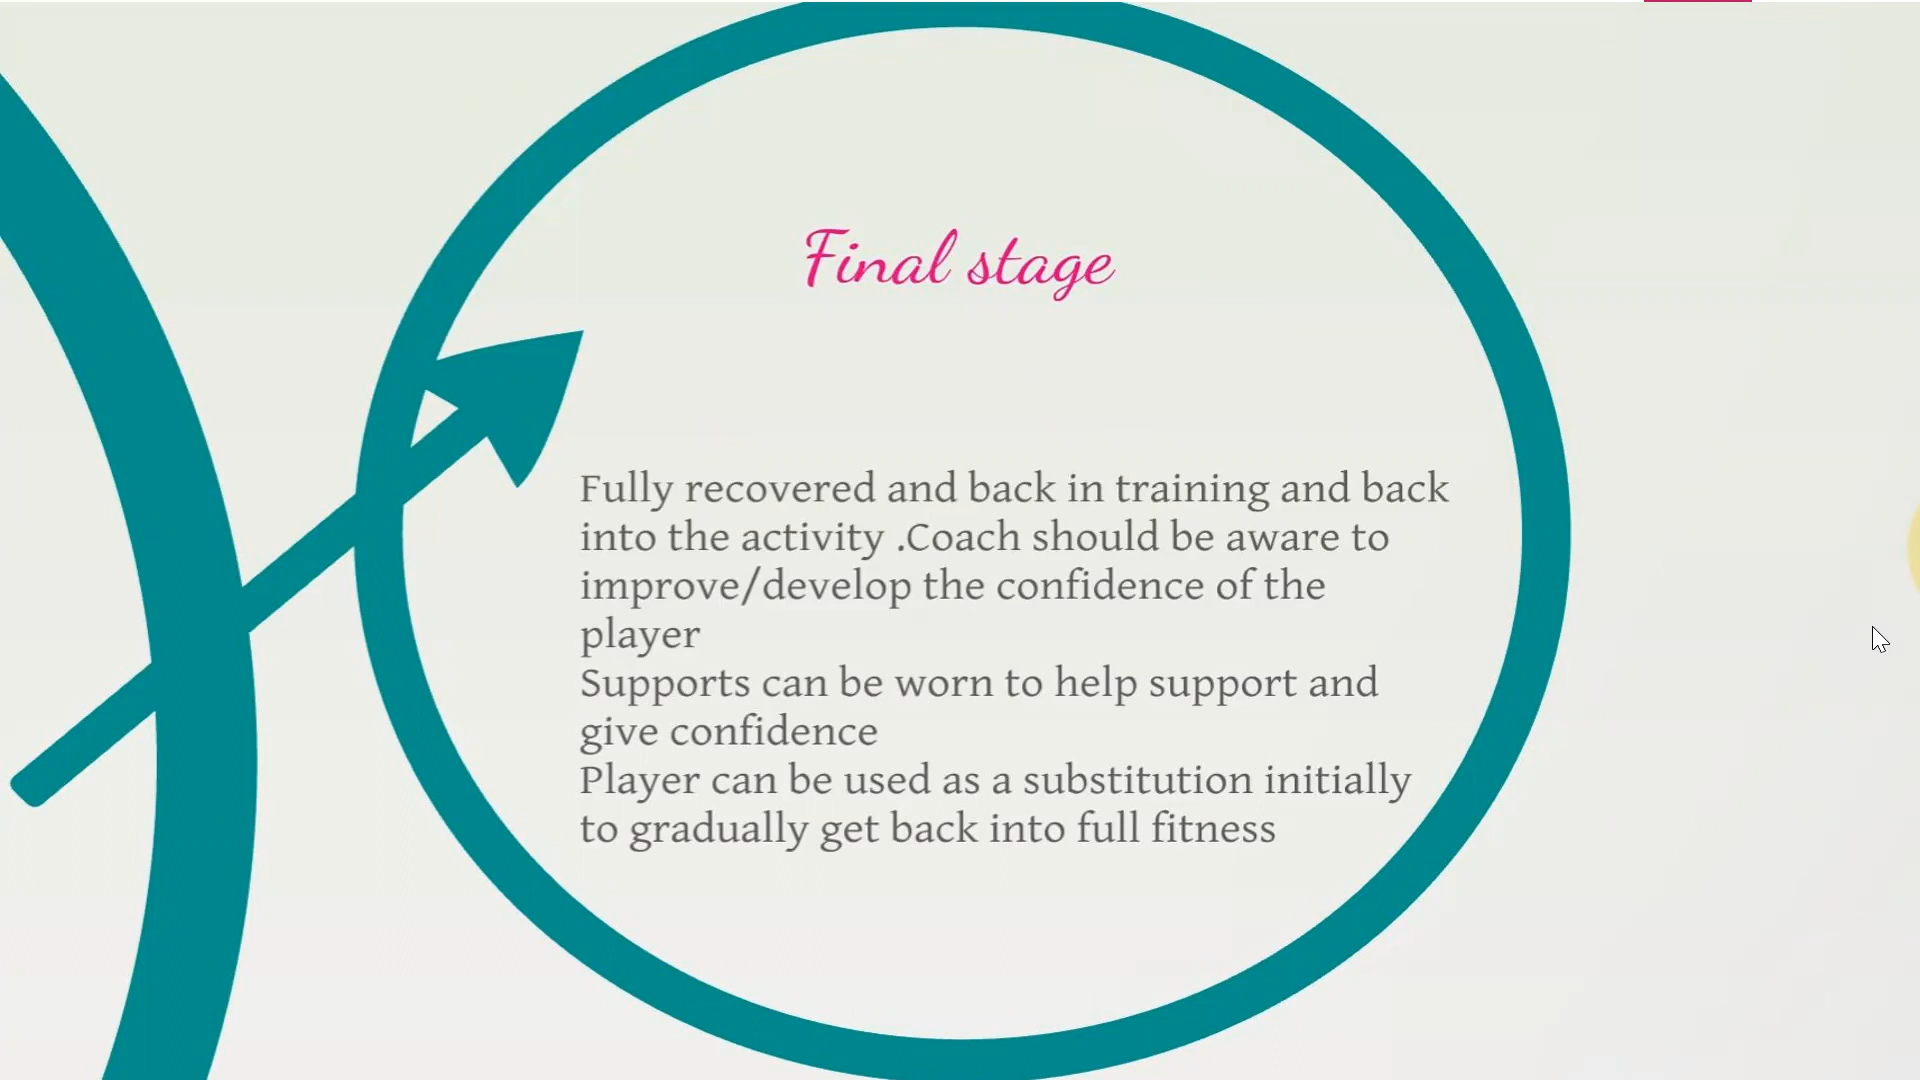 Final stage
Fully recovered and back in training and back
into the activity .Coach should be aware to
improve/develop the confidence of the
player
Supports can be worn to help support and
give confidence
Player can be used as a substitution initially
to gradually get back into full fitness